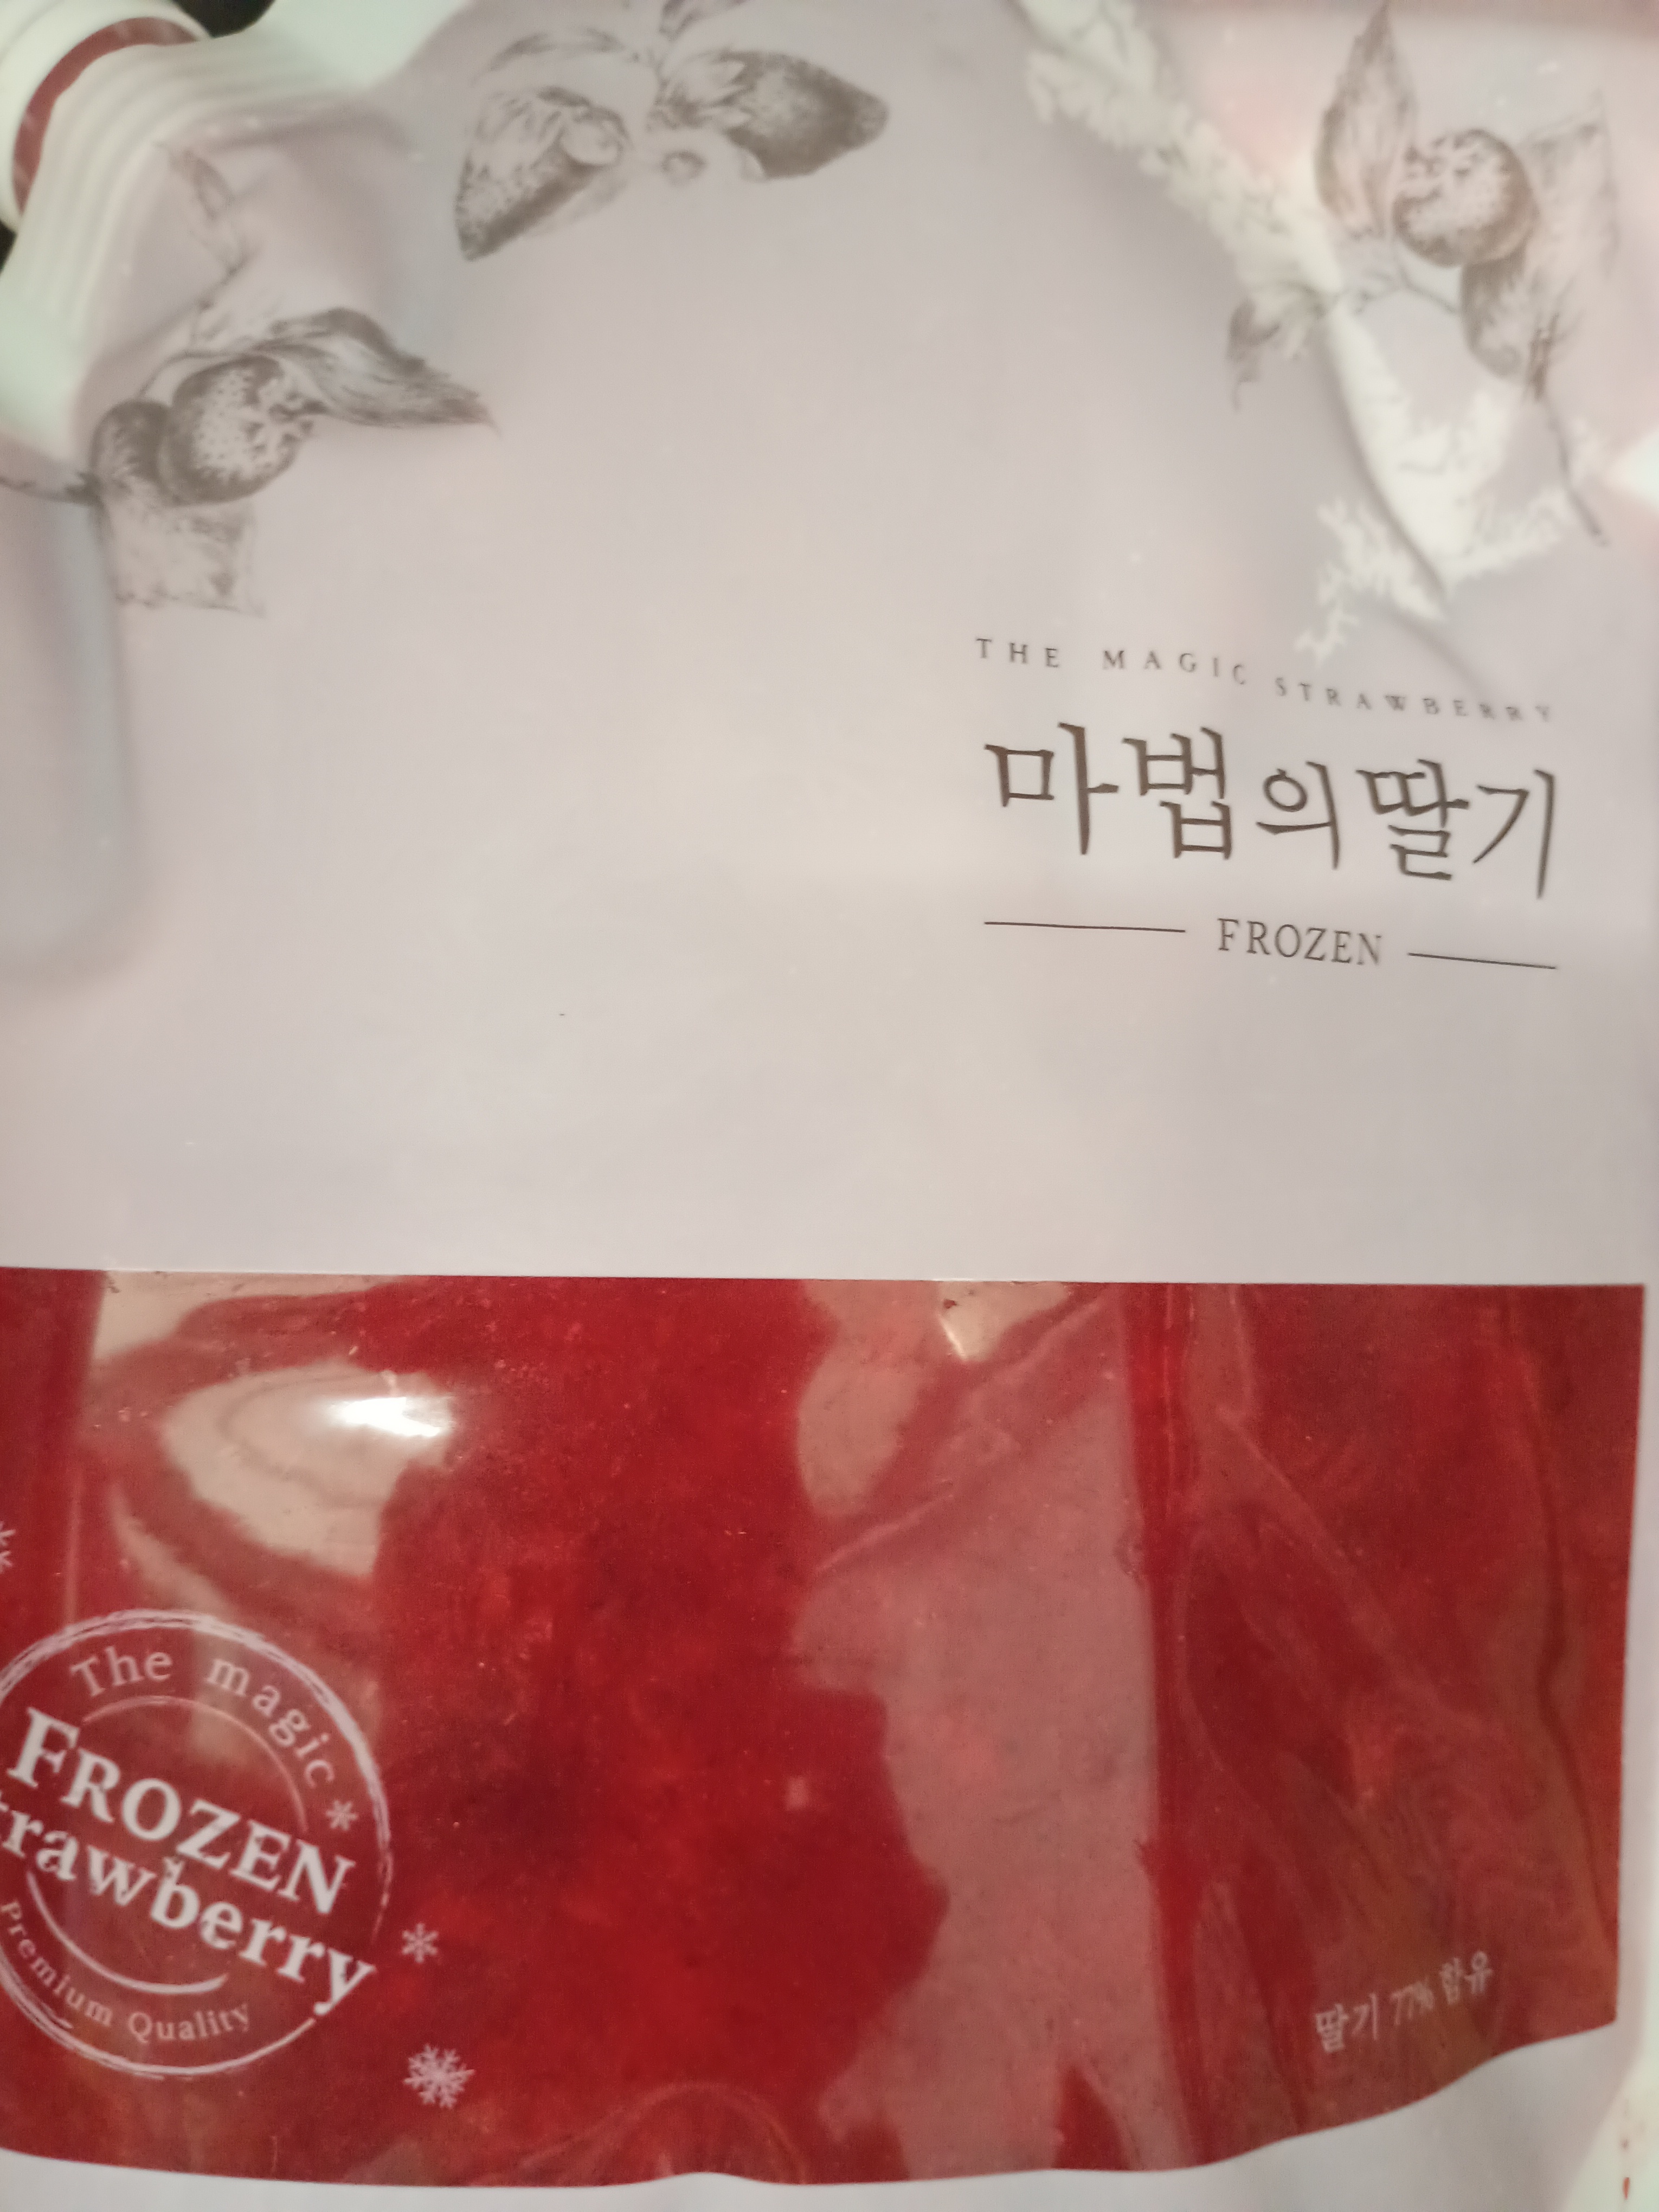 THE MAGIC STRAWBERRY
마법의딸기
FROZEN
The magic
FROZEN
trawberry
Premium Quality
딸기 77% 함유